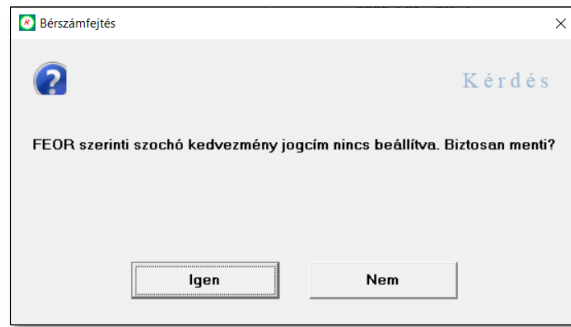 Bérszámfejtés
Kérdés
FEOR szerinti szochó kedvezmény jogcím nincs beállítva. Biztosan menti?
Igen
Nem